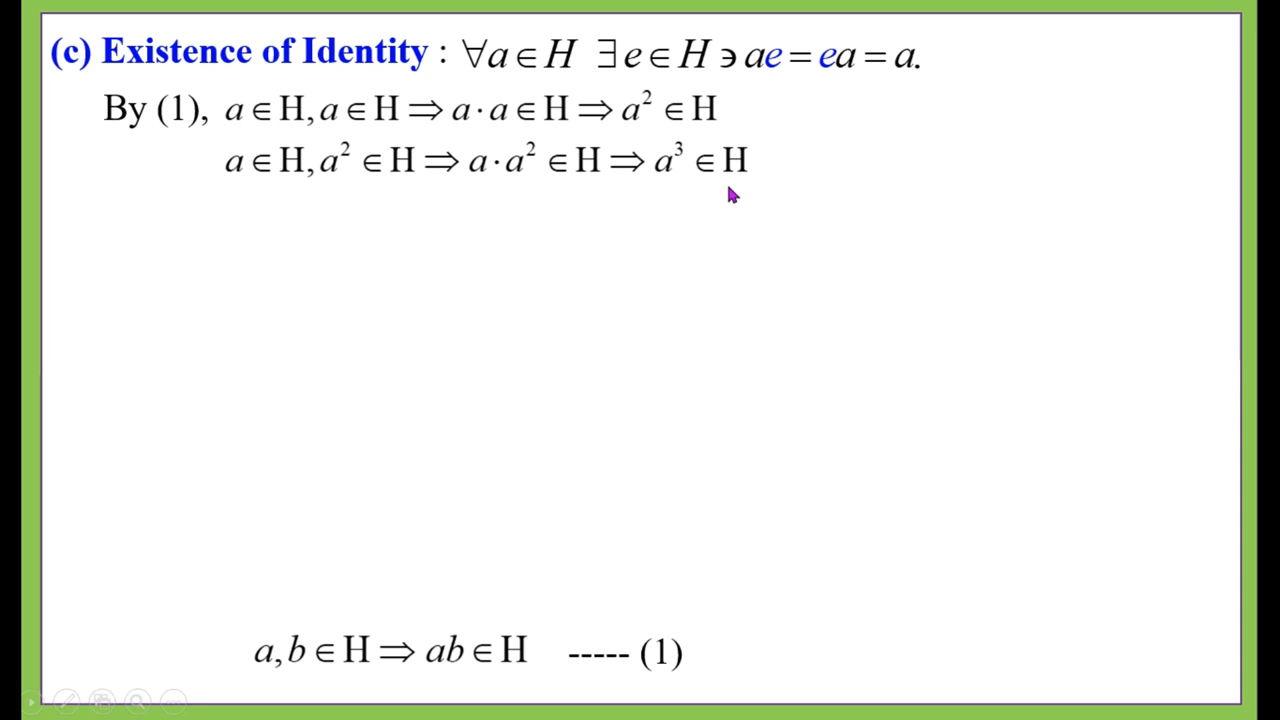 (c) Existence of Identity : ∀a ∈ H ∃ e ∈ H ∋ ae = ea = a.
By (1), a ∈ H, a ∈ H ⇒ a · a ∈ H ⇒ a² ∈ H
a ∈ H, a² ∈ H ⇒ a · a² ∈ H ⇒ a³ ∈ H
a, b ∈ H ⇒ ab ∈ H ----- (1)